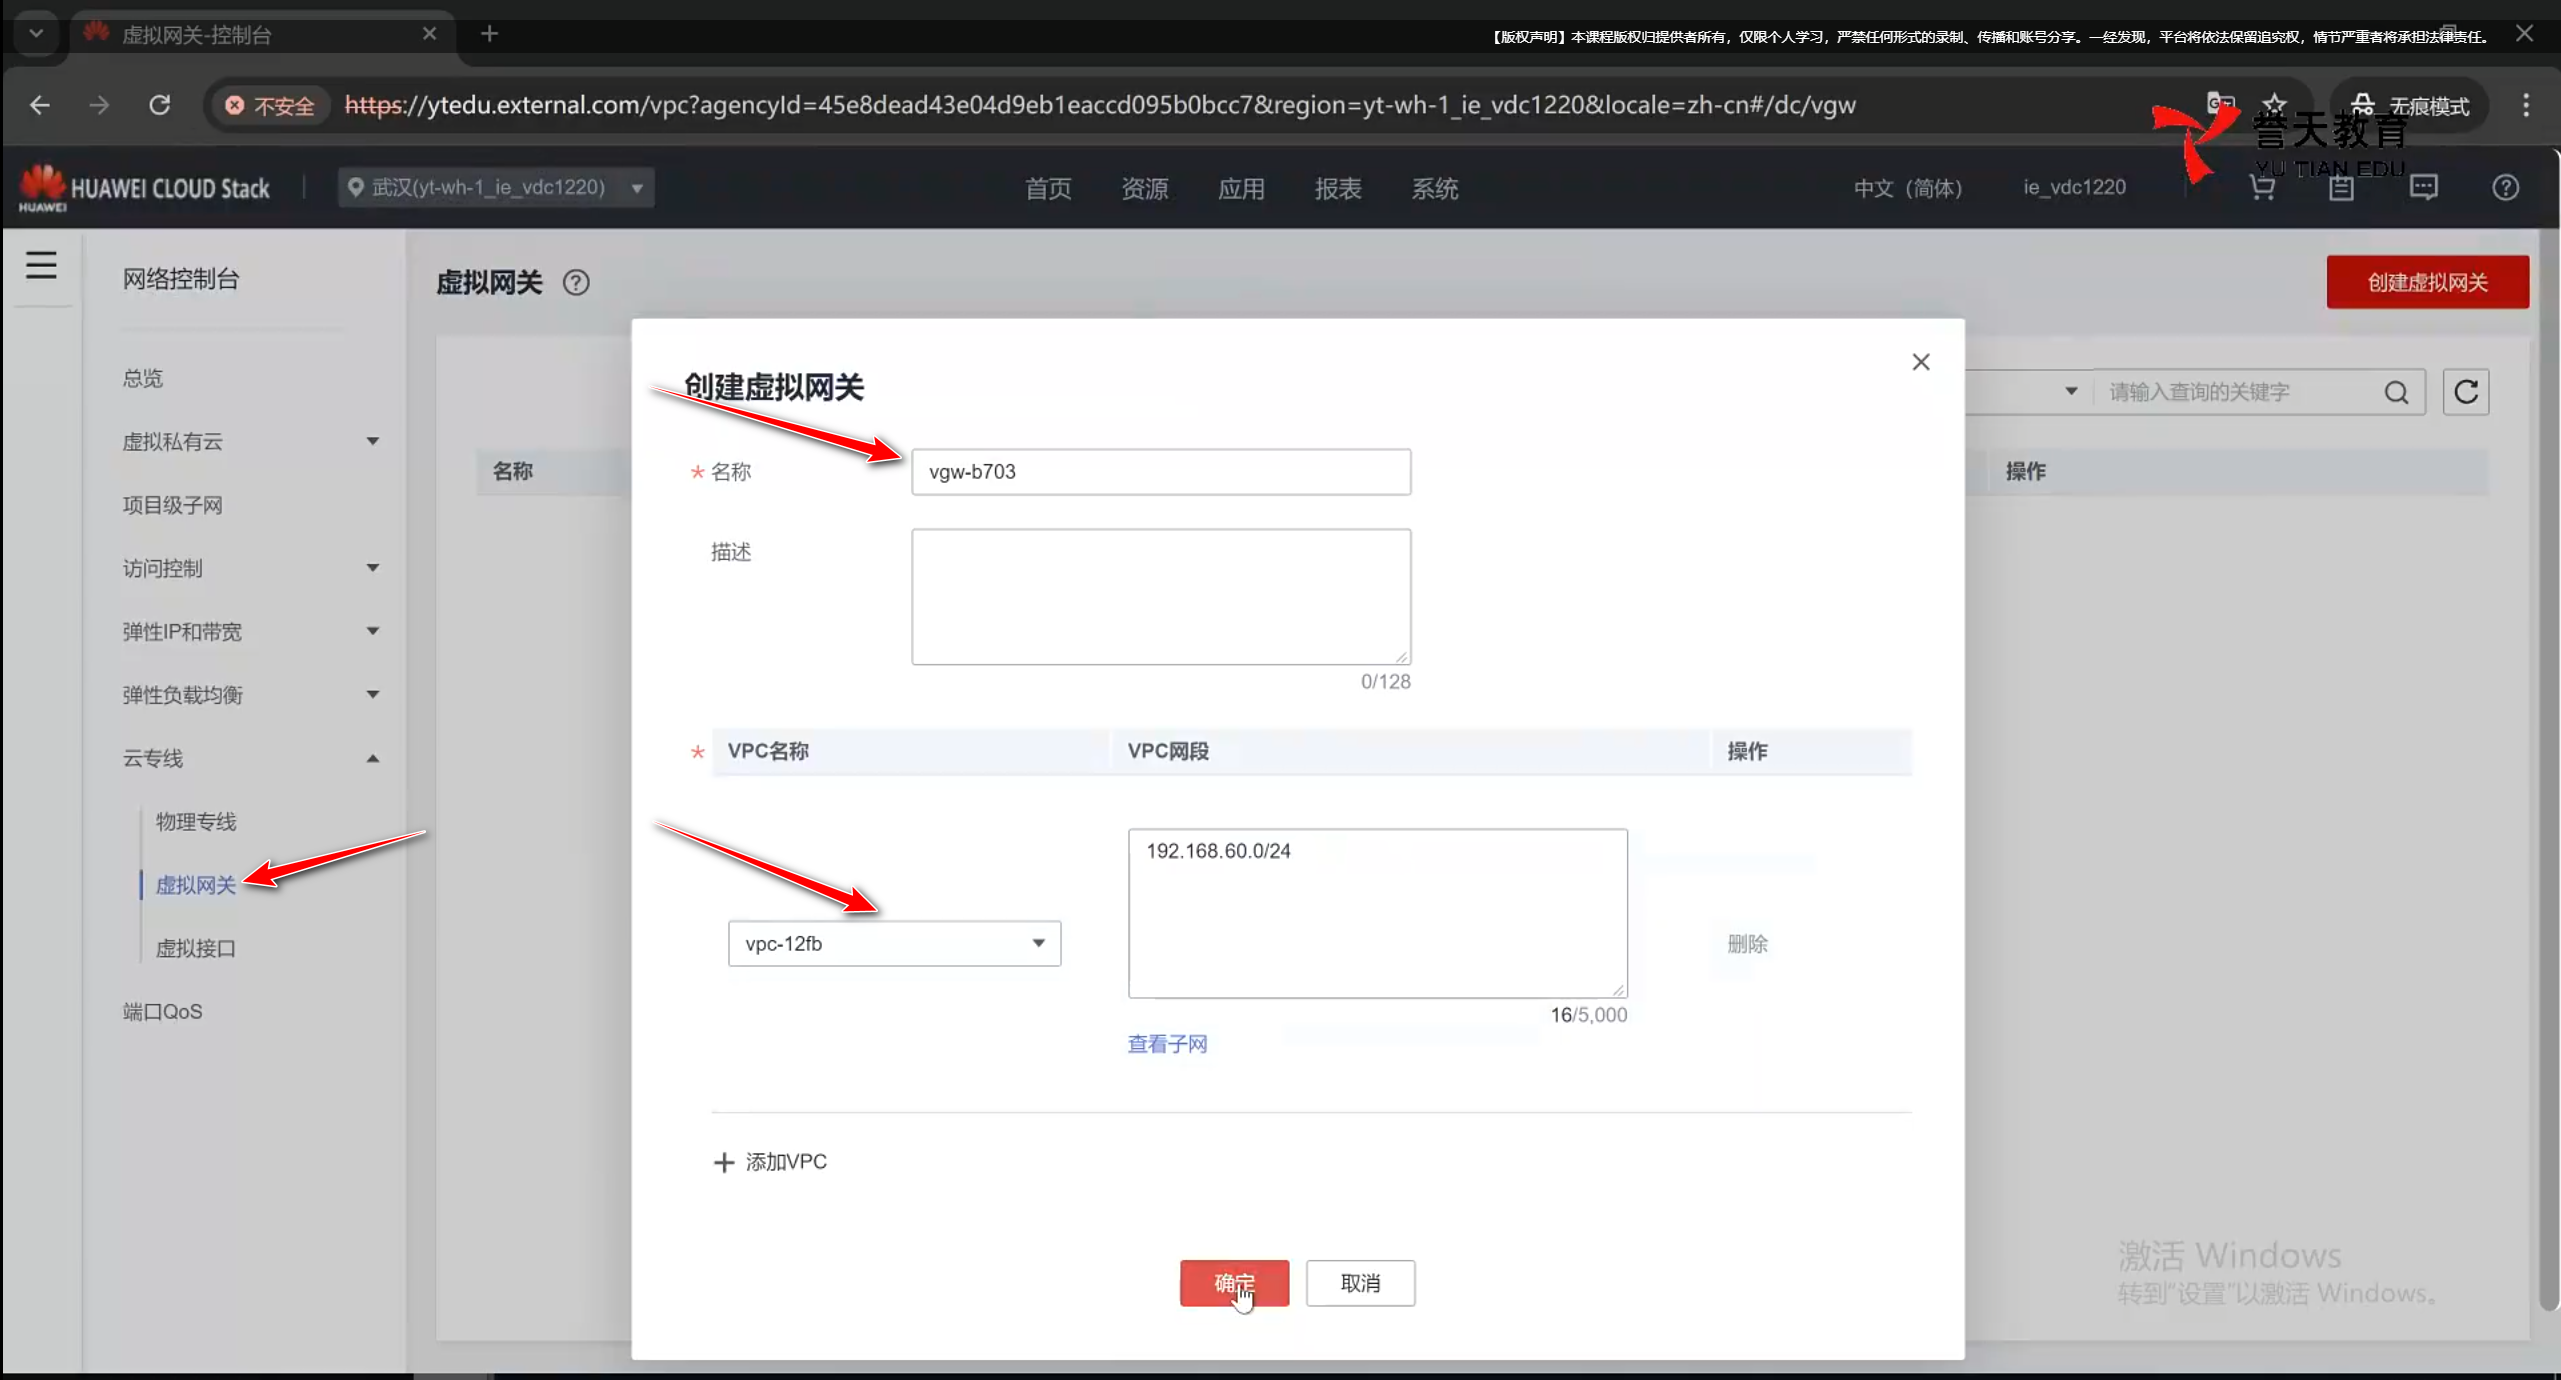 虚拟网关-控制台
【版权声明】本课程版权归提供者所有，仅限个人学习，严禁任何形式的录制、传播和账号分享。一经发现，平台将依法保留追究权，情节严重者将承担法律责任。
不安全
https://ytedu.external.com/vpc?agencyId=45e8dead43e04d9eb1eaccd095b0bcc7&region=yt-wh-1_ie_vdc1220&locale=zh-cn#/dc/vgw
无痕模式
誉天教育
YU TIAN EDU
HUAWEI
HUAWEI CLOUD Stack
武汉(yt-wh-1_ie_vdc1220)
首页
资源
应用
报表
系统
中文（简体）
ie_vdc1220
网络控制台
总览
虚拟私有云
项目级子网
访问控制
弹性IP和带宽
弹性负载均衡
云专线
物理专线
虚拟网关
虚拟接口
端口QoS
虚拟网关
创建虚拟网关
请输入查询的关键字
名称
操作
创建虚拟网关
* 名称
vgw-b703
描述
0/128
* VPC名称
VPC网段
操作
vpc-12fb
192.168.60.0/24
16/5,000
查看子网
删除
添加VPC
确定
取消
激活 Windows
转到"设置"以激活 Windows。